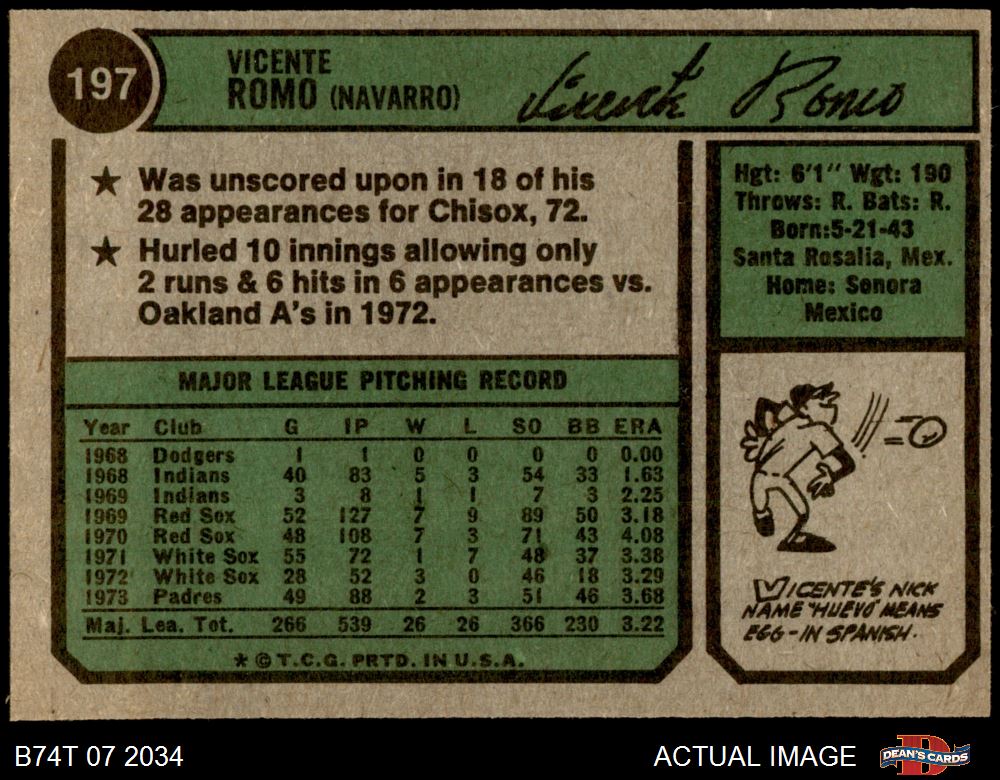 197
VICENTE
ROMO (NAVARRO)
Vicente Romo
★ Was unscored upon in 18 of his
28 appearances for Chisox, 72.
★ Hurled 10 innings allowing only
2 runs & 6 hits in 6 appearances vs.
Oakland A's in 1972.
Hgt: 6'1" Wgt: 190
Throws: R. Bats: R.
Born:5-21-43
Santa Rosalia, Mex.
Home: Sonora
Mexico
MAJOR LEAGUE PITCHING RECORD
Year Club G IP W L SO BB ERA
1968 Dodgers 1 1 0 0 0 0 0.00
1968 Indians 40 83 5 3 54 33 1.63
1969 Indians 3 8 1 1 7 3 2.25
1969 Red Sox 52 127 7 9 89 50 3.18
1970 Red Sox 48 108 7 3 71 43 4.08
1971 White Sox 55 72 1 7 48 37 3.38
1972 White Sox 28 52 3 0 46 18 3.29
1973 Padres 49 88 2 3 51 46 3.68
Maj. Lea. Tot. 266 539 26 26 366 230 3.22
★ © T.C.G. PRTD. IN U.S.A.
VICENTE'S NICK
NAME 'HUEVO' MEANS
EGG-IN SPANISH.
B74T 07 2034
ACTUAL IMAGE
DEAN'S CARDS